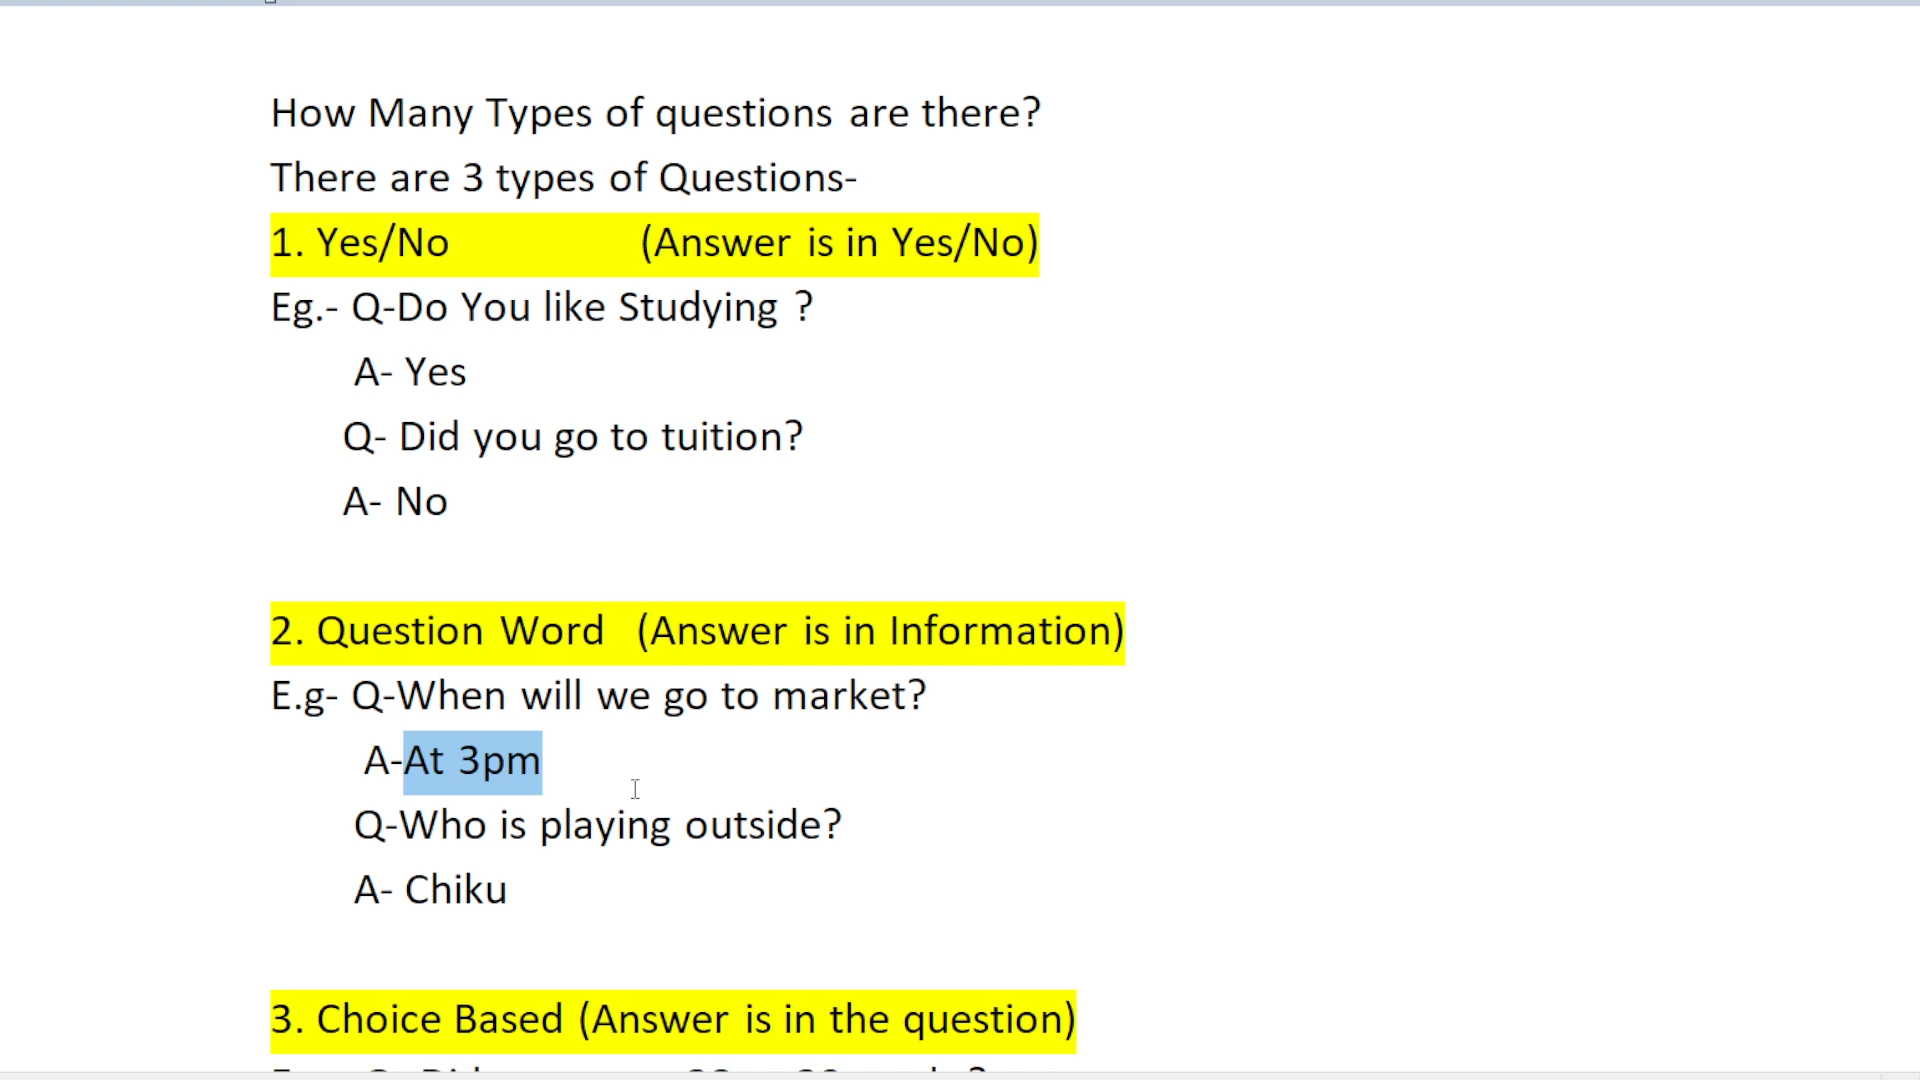 How Many Types of questions are there?
There are 3 types of Questions-
1. Yes/No (Answer is in Yes/No)
Eg.- Q-Do You like Studying ?
A- Yes
Q- Did you go to tuition?
A- No
2. Question Word (Answer is in Information)
E.g- Q-When will we go to market?
A-At 3pm
Q-Who is playing outside?
A- Chiku
3. Choice Based (Answer is in the question)